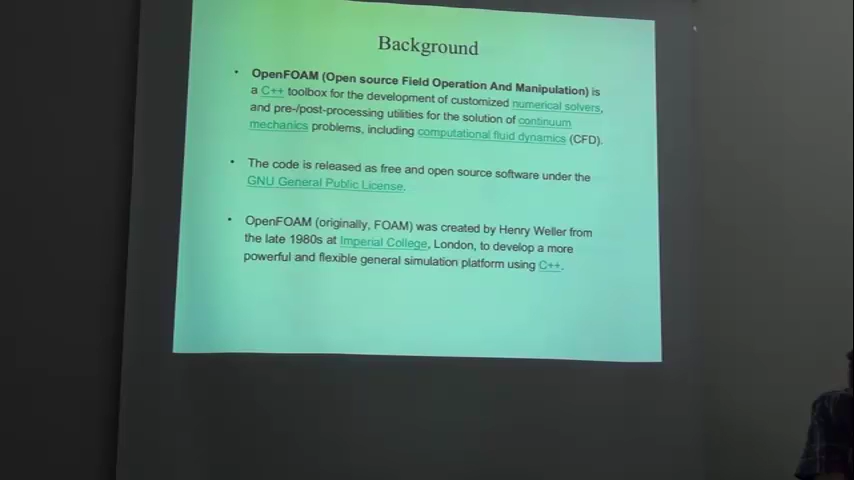 Background
• OpenFOAM (Open source Field Operation And Manipulation) is
a C++ toolbox for the development of customized numerical solvers,
and pre-/post-processing utilities for the solution of continuum
mechanics problems, including computational fluid dynamics (CFD).
• The code is released as free and open source software under the
GNU General Public License.
• OpenFOAM (originally, FOAM) was created by Henry Weller from
the late 1980s at Imperial College, London, to develop a more
powerful and flexible general simulation platform using C++.